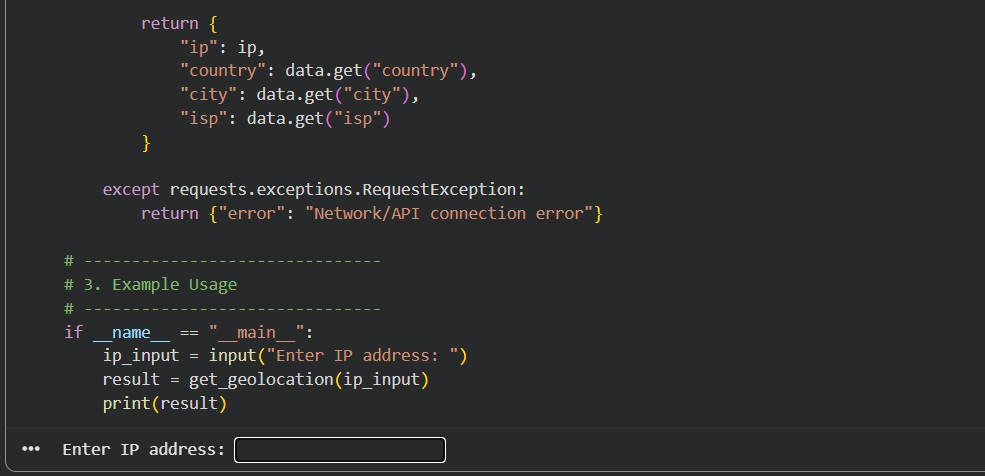 return {
"ip": ip,
"country": data.get("country"),
"city": data.get("city"),
"isp": data.get("isp")
}
except requests.exceptions.RequestException:
return {"error": "Network/API connection error"}
# -------------------------------
# 3. Example Usage
# -------------------------------
if __name__ == "__main__":
ip_input = input("Enter IP address: ")
result = get_geolocation(ip_input)
print(result)
••• Enter IP address: